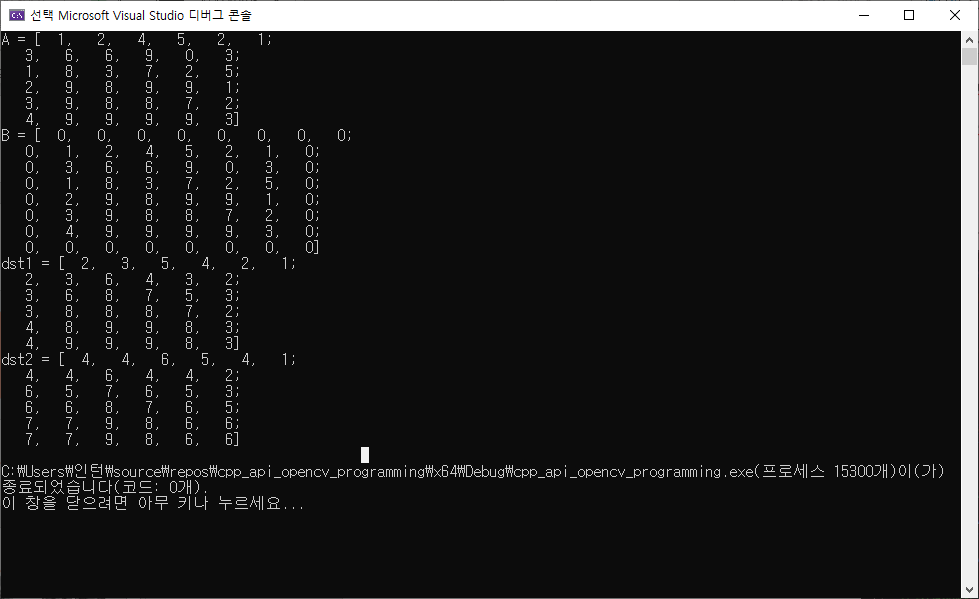 선택 Microsoft Visual Studio 디버그 콘솔
A = [  1,   2,   4,   5,   2,   1;
   3,   6,   6,   9,   0,   3;
   1,   8,   3,   7,   2,   5;
   2,   9,   8,   9,   9,   1;
   3,   9,   8,   8,   7,   2;
   4,   9,   9,   9,   9,   3]
B = [  0,   0,   0,   0,   0,   0,   0,   0;
   0,   1,   2,   4,   5,   2,   1,   0;
   0,   3,   6,   6,   9,   0,   3,   0;
   0,   1,   8,   3,   7,   2,   5,   0;
   0,   2,   9,   8,   9,   9,   1,   0;
   0,   3,   9,   8,   8,   7,   2,   0;
   0,   4,   9,   9,   9,   9,   3,   0;
   0,   0,   0,   0,   0,   0,   0,   0]
dst1 = [  2,   3,   5,   4,   2,   1;
   2,   3,   6,   4,   3,   2;
   3,   6,   8,   7,   5,   3;
   3,   8,   8,   8,   7,   2;
   4,   8,   9,   9,   8,   3;
   4,   9,   9,   9,   8,   3]
dst2 = [  4,   4,   6,   5,   4,   1;
   4,   4,   6,   4,   4,   2;
   6,   5,   7,   6,   5,   3;
   6,   6,   8,   7,   6,   5;
   7,   7,   9,   8,   6,   6;
   7,   7,   9,   8,   6,   6]
C:₩Users₩인턴₩source₩repos₩cpp_api_opencv_programming₩x64₩Debug₩cpp_api_opencv_programming.exe(프로세스 15300개)이(가)
종료되었습니다(코드: 0개).
이 창을 닫으려면 아무 키나 누르세요...